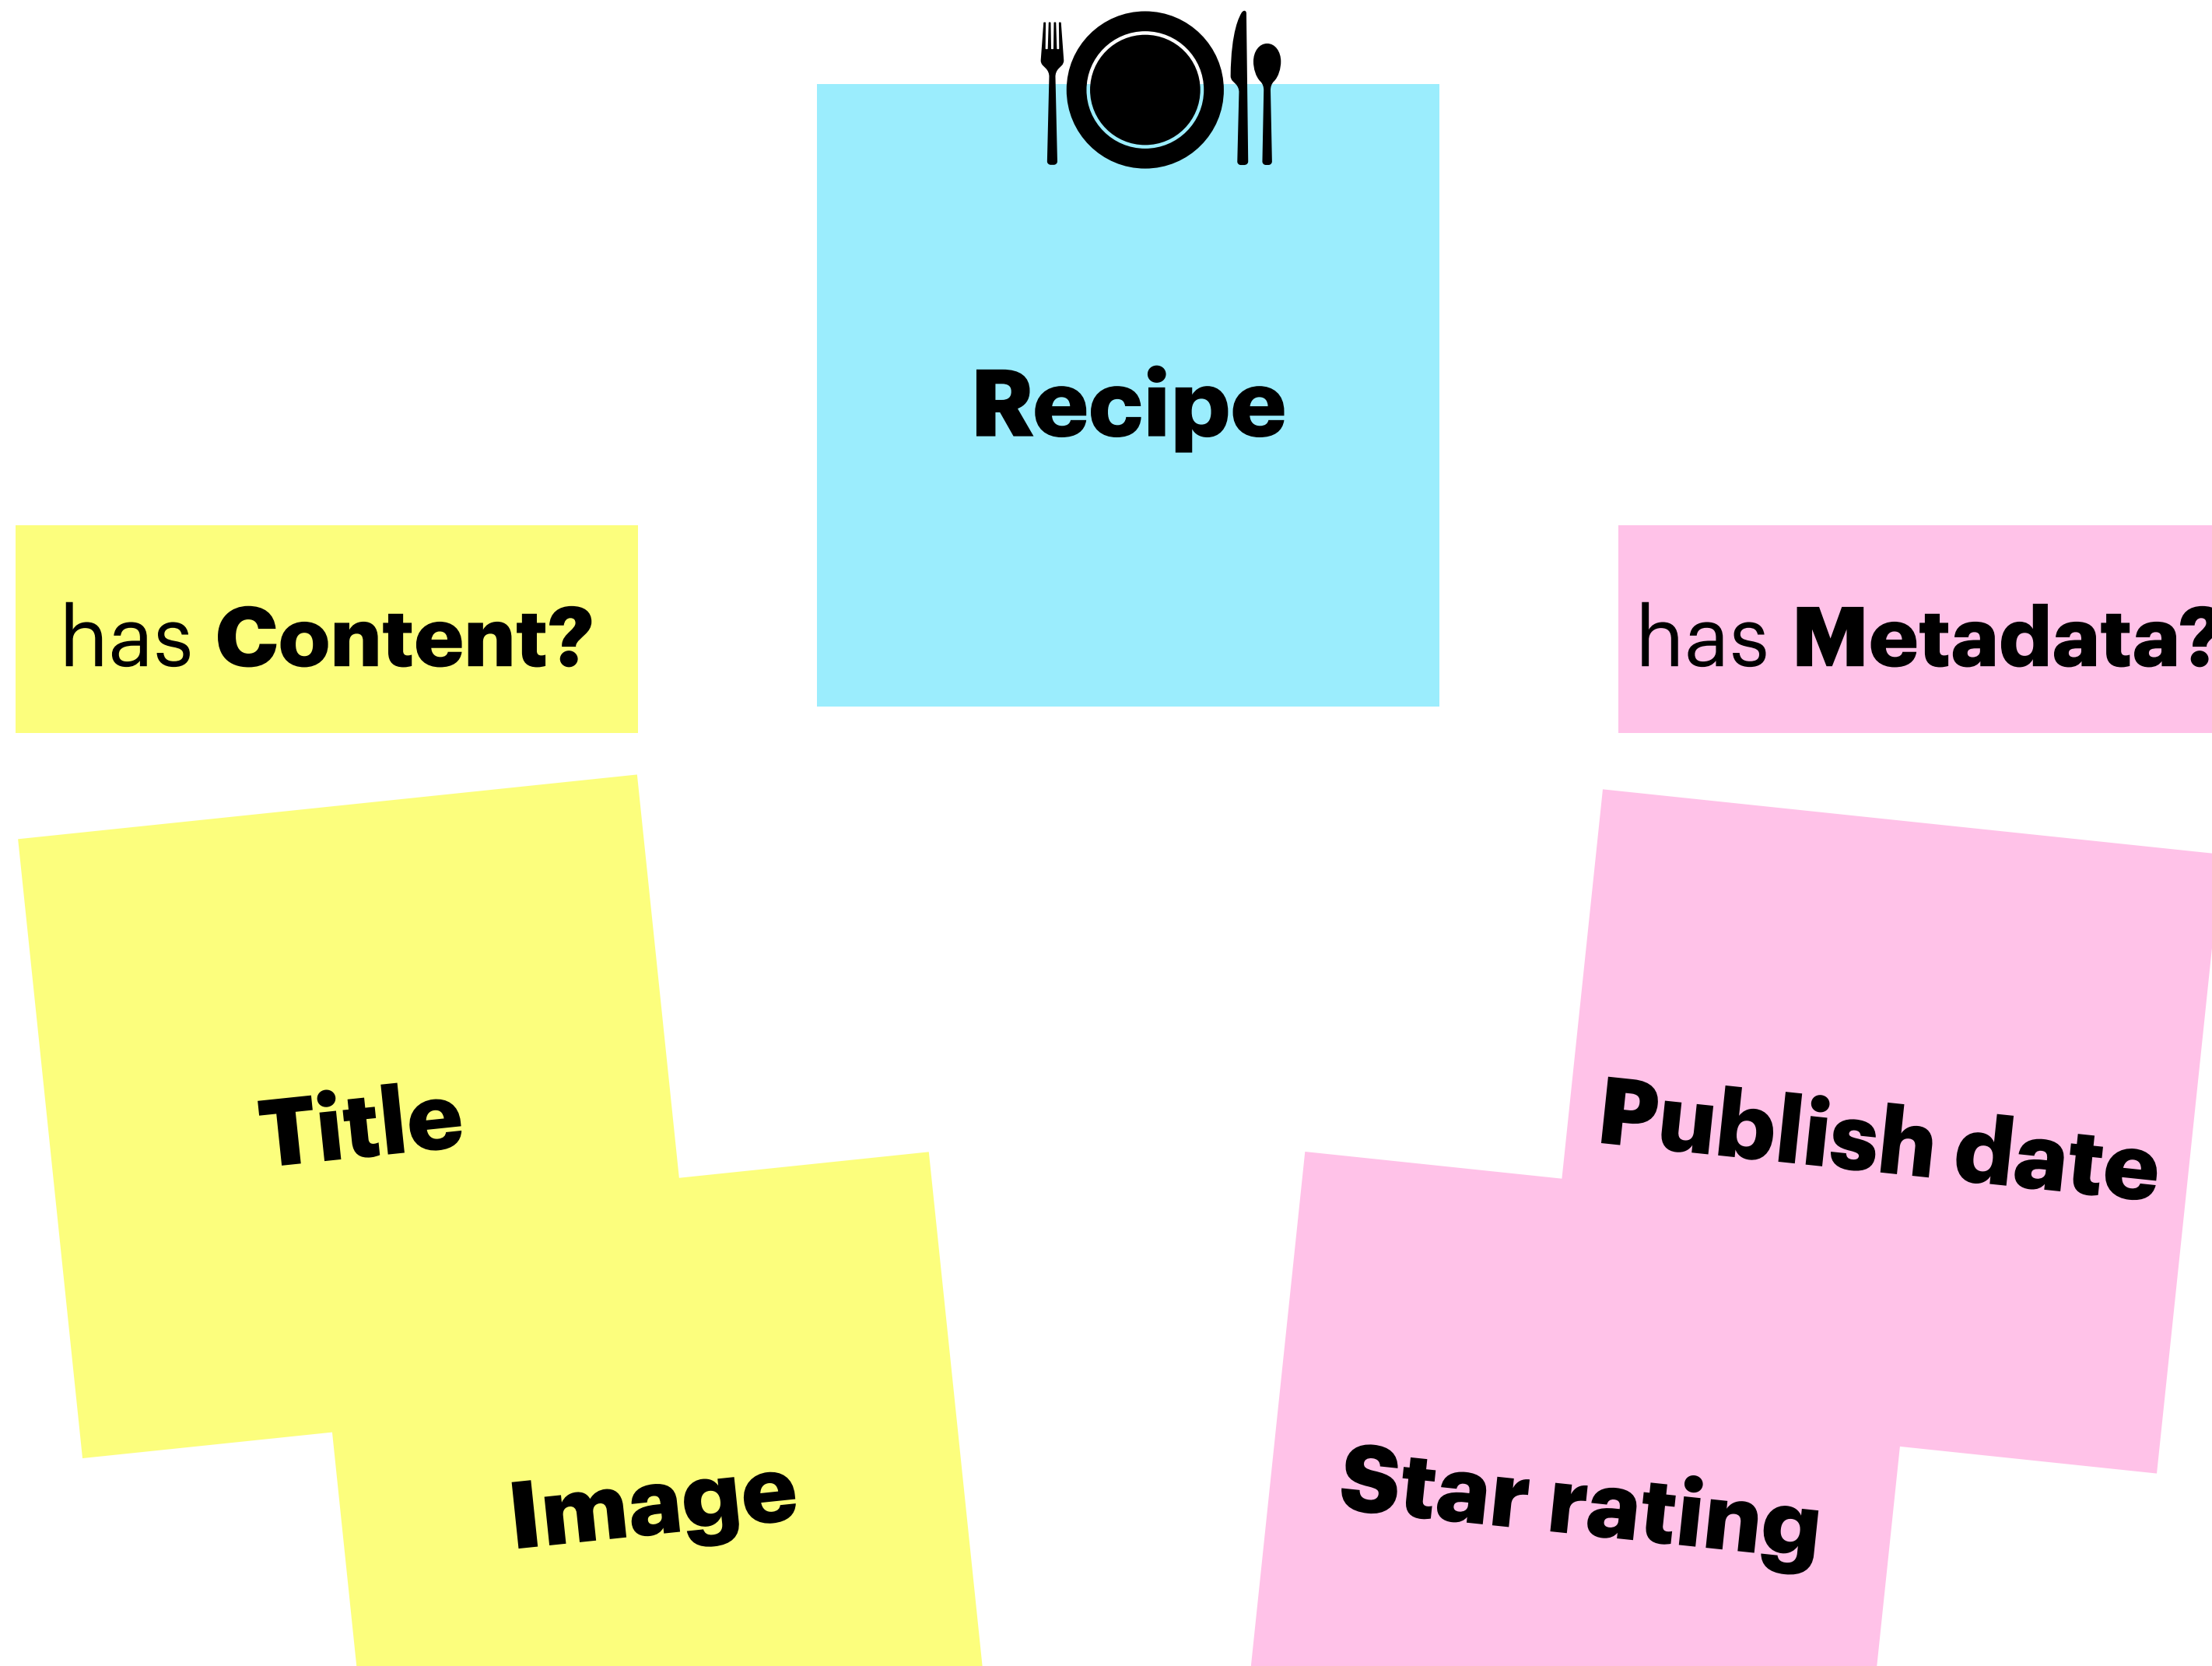 Recipe
has Content?
has Metadata?
Title
Publish date
Image
Star rating